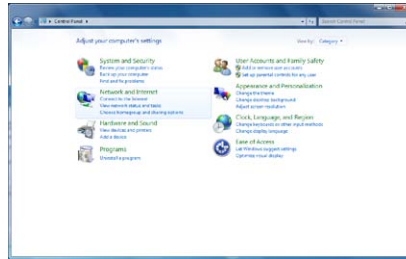 Control Panel
Search Control Panel
Adjust your computer's settings
View by: Category
System and Security
Review your computer's status
Back up your computer
Find and fix problems
Network and Internet
Connect to the Internet
View network status and tasks
Choose homegroup and sharing options
Hardware and Sound
View devices and printers
Add a device
Programs
Uninstall a program
User Accounts and Family Safety
Add or remove user accounts
Set up parental controls for any user
Appearance and Personalization
Change the theme
Change desktop background
Adjust screen resolution
Clock, Language, and Region
Change keyboards or other input methods
Change display language
Ease of Access
Let Windows suggest settings
Optimize visual display